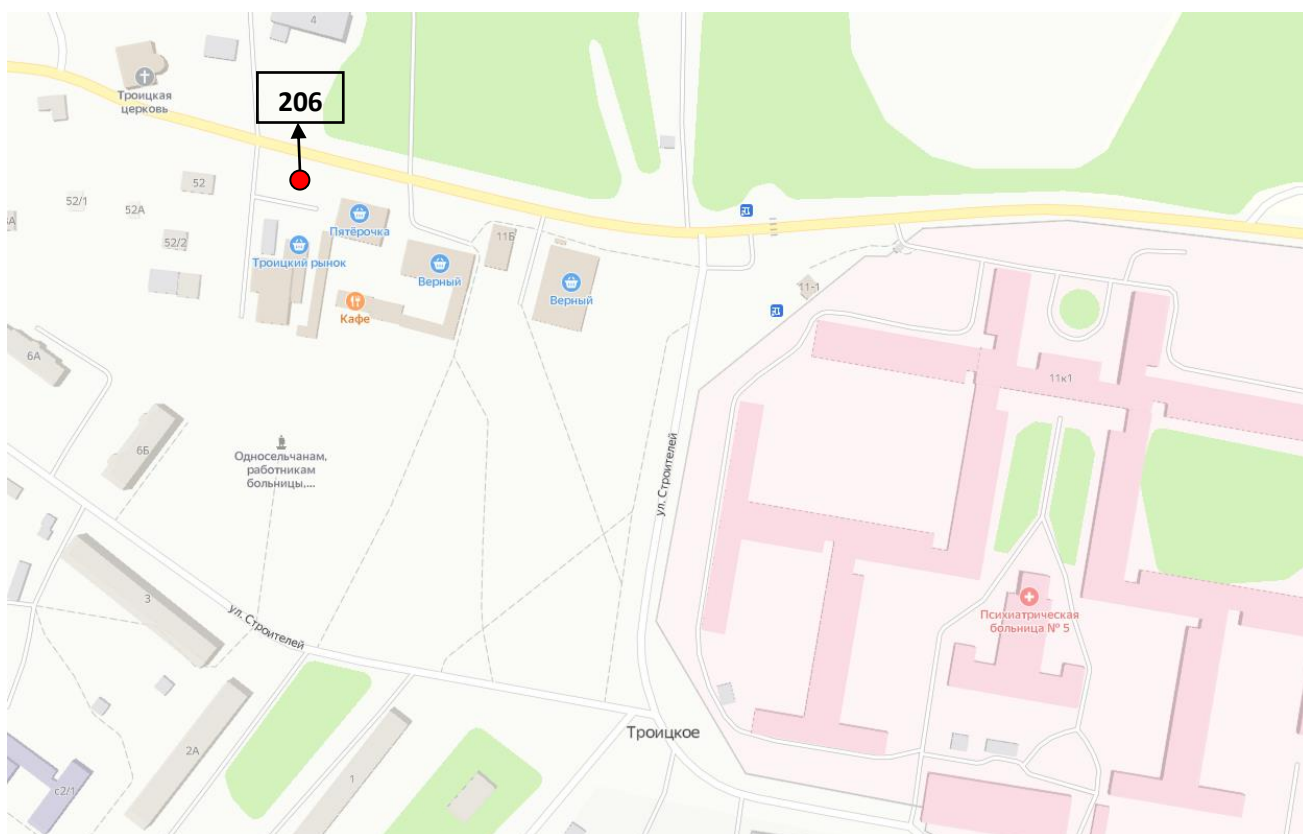 4
Троицкая
церковь
206
52
52/1
52А
52/2
Пятёрочка
Троицкий рынок
11Б
Верный
Верный
Кафе
11-1
6А
11к1
6Б
Односельчанам,
работникам
больницы,...
ул. Строителей
3
ул. Строителей
Психиатрическая
больница № 5
Троицкое
2А
1
с2/1